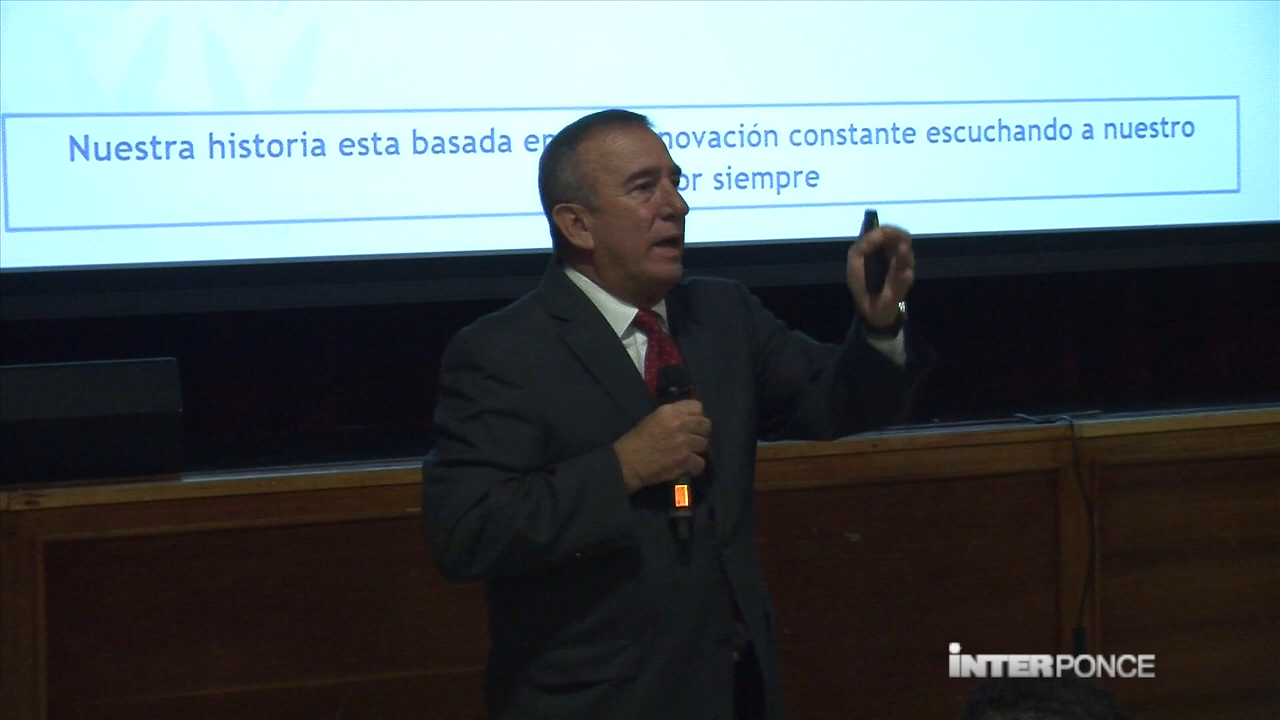 Nuestra historia esta basada en novación constante escuchando a nuestro
or siempre
INTERPONCE